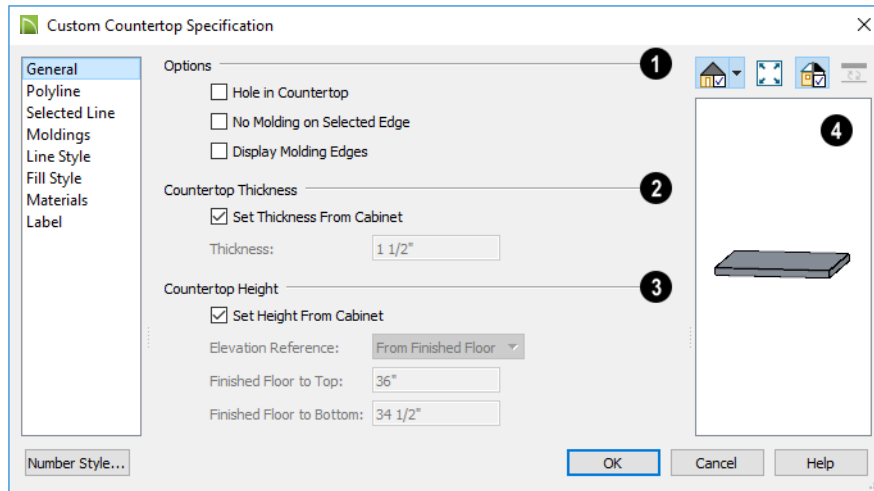 Custom Countertop Specification
General
Polyline
Selected Line
Moldings
Line Style
Fill Style
Materials
Label
Options
1
Hole in Countertop
No Molding on Selected Edge
Display Molding Edges
Countertop Thickness
2
Set Thickness From Cabinet
Thickness: 1 1/2"
Countertop Height
3
Set Height From Cabinet
Elevation Reference: From Finished Floor
Finished Floor to Top: 36"
Finished Floor to Bottom: 34 1/2"
4
Number Style... OK Cancel Help